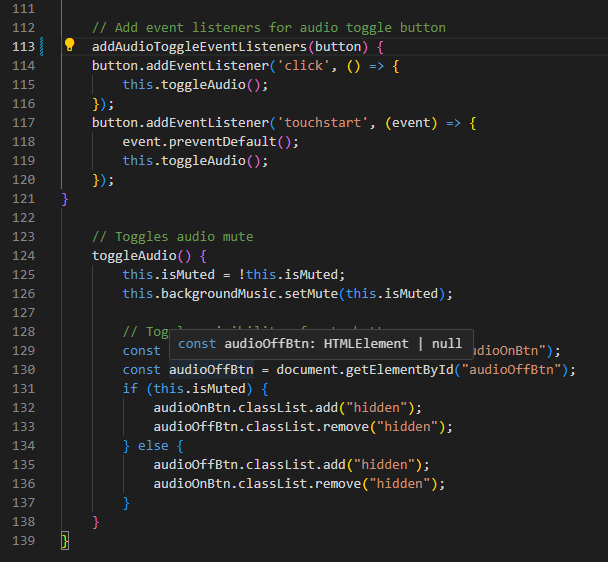 111
112 // Add event listeners for audio toggle button
113 addAudioToggleEventListeners(button) {
114 button.addEventListener('click', () => {
115 this.toggleAudio();
116 });
117 button.addEventListener('touchstart', (event) => {
118 event.preventDefault();
119 this.toggleAudio();
120 });
121 }
122
123 // Toggles audio mute
124 toggleAudio() {
125 this.isMuted = !this.isMuted;
126 this.backgroundMusic.setMute(this.isMuted);
127
128 //
const audioOffBtn: HTMLElement | null
129 const dioOnBtn");
130 const audioOffBtn = document.getElementById("audioOffBtn");
131 if (this.isMuted) {
132 audioOnBtn.classList.add("hidden");
133 audioOffBtn.classList.remove("hidden");
134 } else {
135 audioOffBtn.classList.add("hidden");
136 audioOnBtn.classList.remove("hidden");
137 }
138 }
139 }